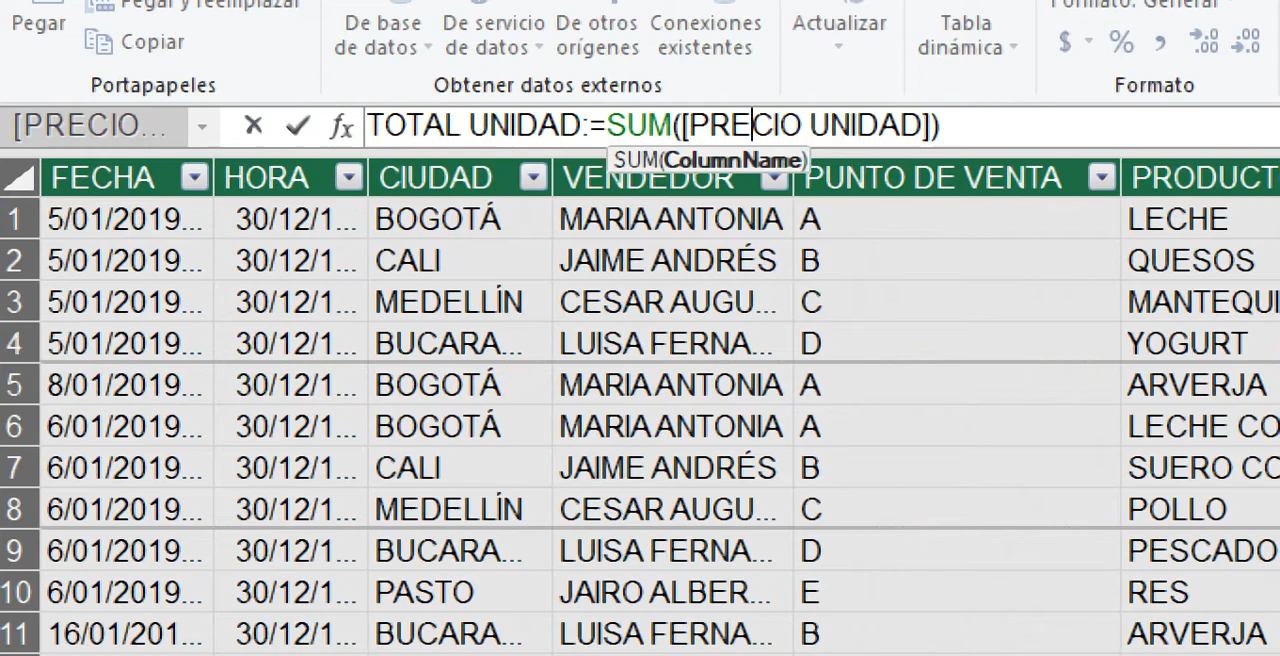 Pegar y reemplazar Formato: General
Pegar Copiar De base de datos De servicio de datos De otros orígenes Conexiones existentes Actualizar Tabla dinámica $ % , .00 .00
Portapapeles Obtener datos externos Formato
[PRECIO... fx TOTAL UNIDAD:=SUM([PRECIO UNIDAD])
SUM(ColumnName)
FECHA HORA CIUDAD VENDEDOR PUNTO DE VENTA PRODUCT
1 5/01/2019... 30/12/1... BOGOTÁ MARIA ANTONIA A LECHE
2 5/01/2019... 30/12/1... CALI JAIME ANDRÉS B QUESOS
3 5/01/2019... 30/12/1... MEDELLÍN CESAR AUGU... C MANTEQUI
4 5/01/2019... 30/12/1... BUCARA... LUISA FERNA... D YOGURT
5 8/01/2019... 30/12/1... BOGOTÁ MARIA ANTONIA A ARVERJA
6 6/01/2019... 30/12/1... BOGOTÁ MARIA ANTONIA A LECHE CO
7 6/01/2019... 30/12/1... CALI JAIME ANDRÉS B SUERO CO
8 6/01/2019... 30/12/1... MEDELLÍN CESAR AUGU... C POLLO
9 6/01/2019... 30/12/1... BUCARA... LUISA FERNA... D PESCADO
10 6/01/2019... 30/12/1... PASTO JAIRO ALBER... E RES
11 16/01/201... 30/12/1... BUCARA... LUISA FERNA... B ARVERJA